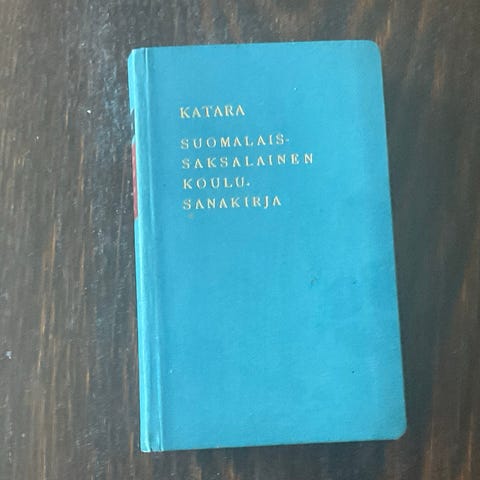 KATARA
SUOMALAIS-
SAKSALAINEN
KOULU-
SANAKIRJA